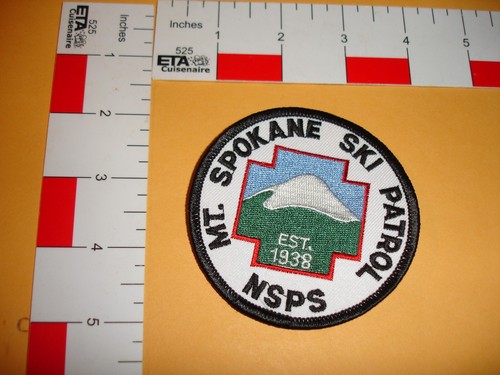 525
ETA
Cuisenaire
Inches
1
2
3
4
5
Inches
1
2
3
4
5
525
ETA
Cuisenaire
MT. SPOKANE SKI PATROL
EST.
1938
NSPS